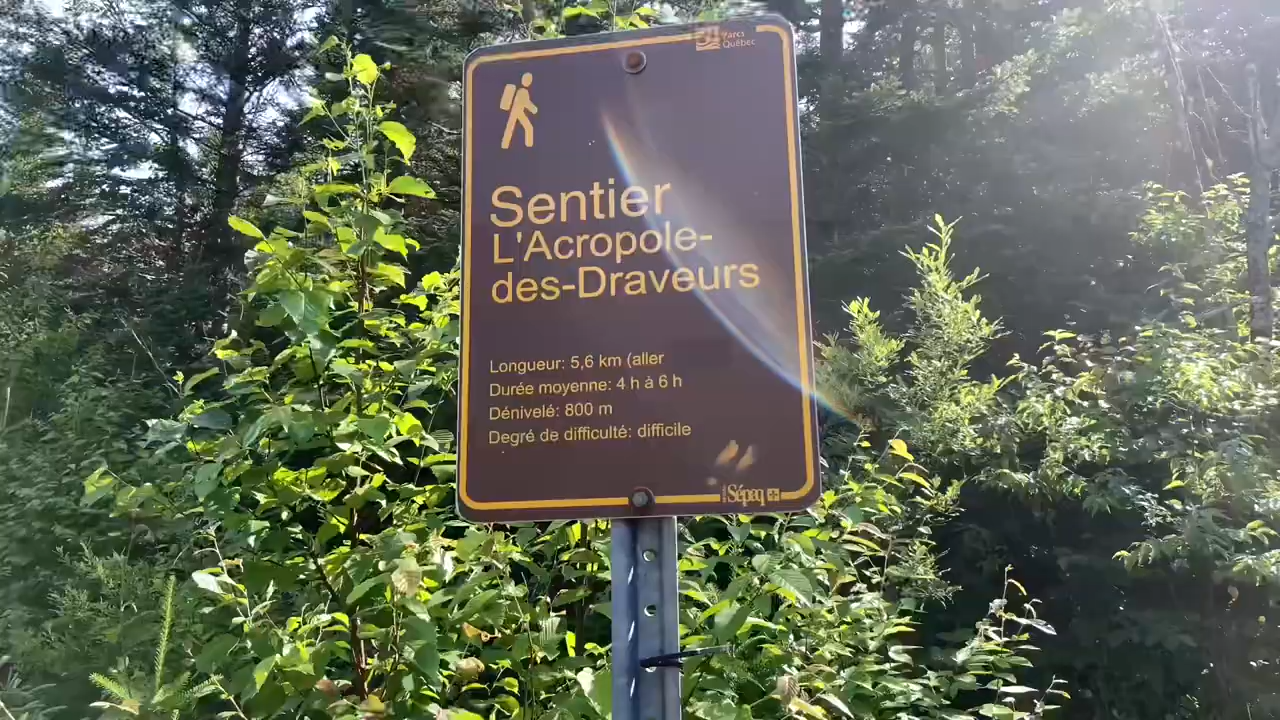 Parcs
Québec
Sentier
L'Acropole-
des-Draveurs
Longueur: 5,6 km (aller
Durée moyenne: 4 h à 6 h
Dénivelé: 800 m
Degré de difficulté: difficile
Sépaq